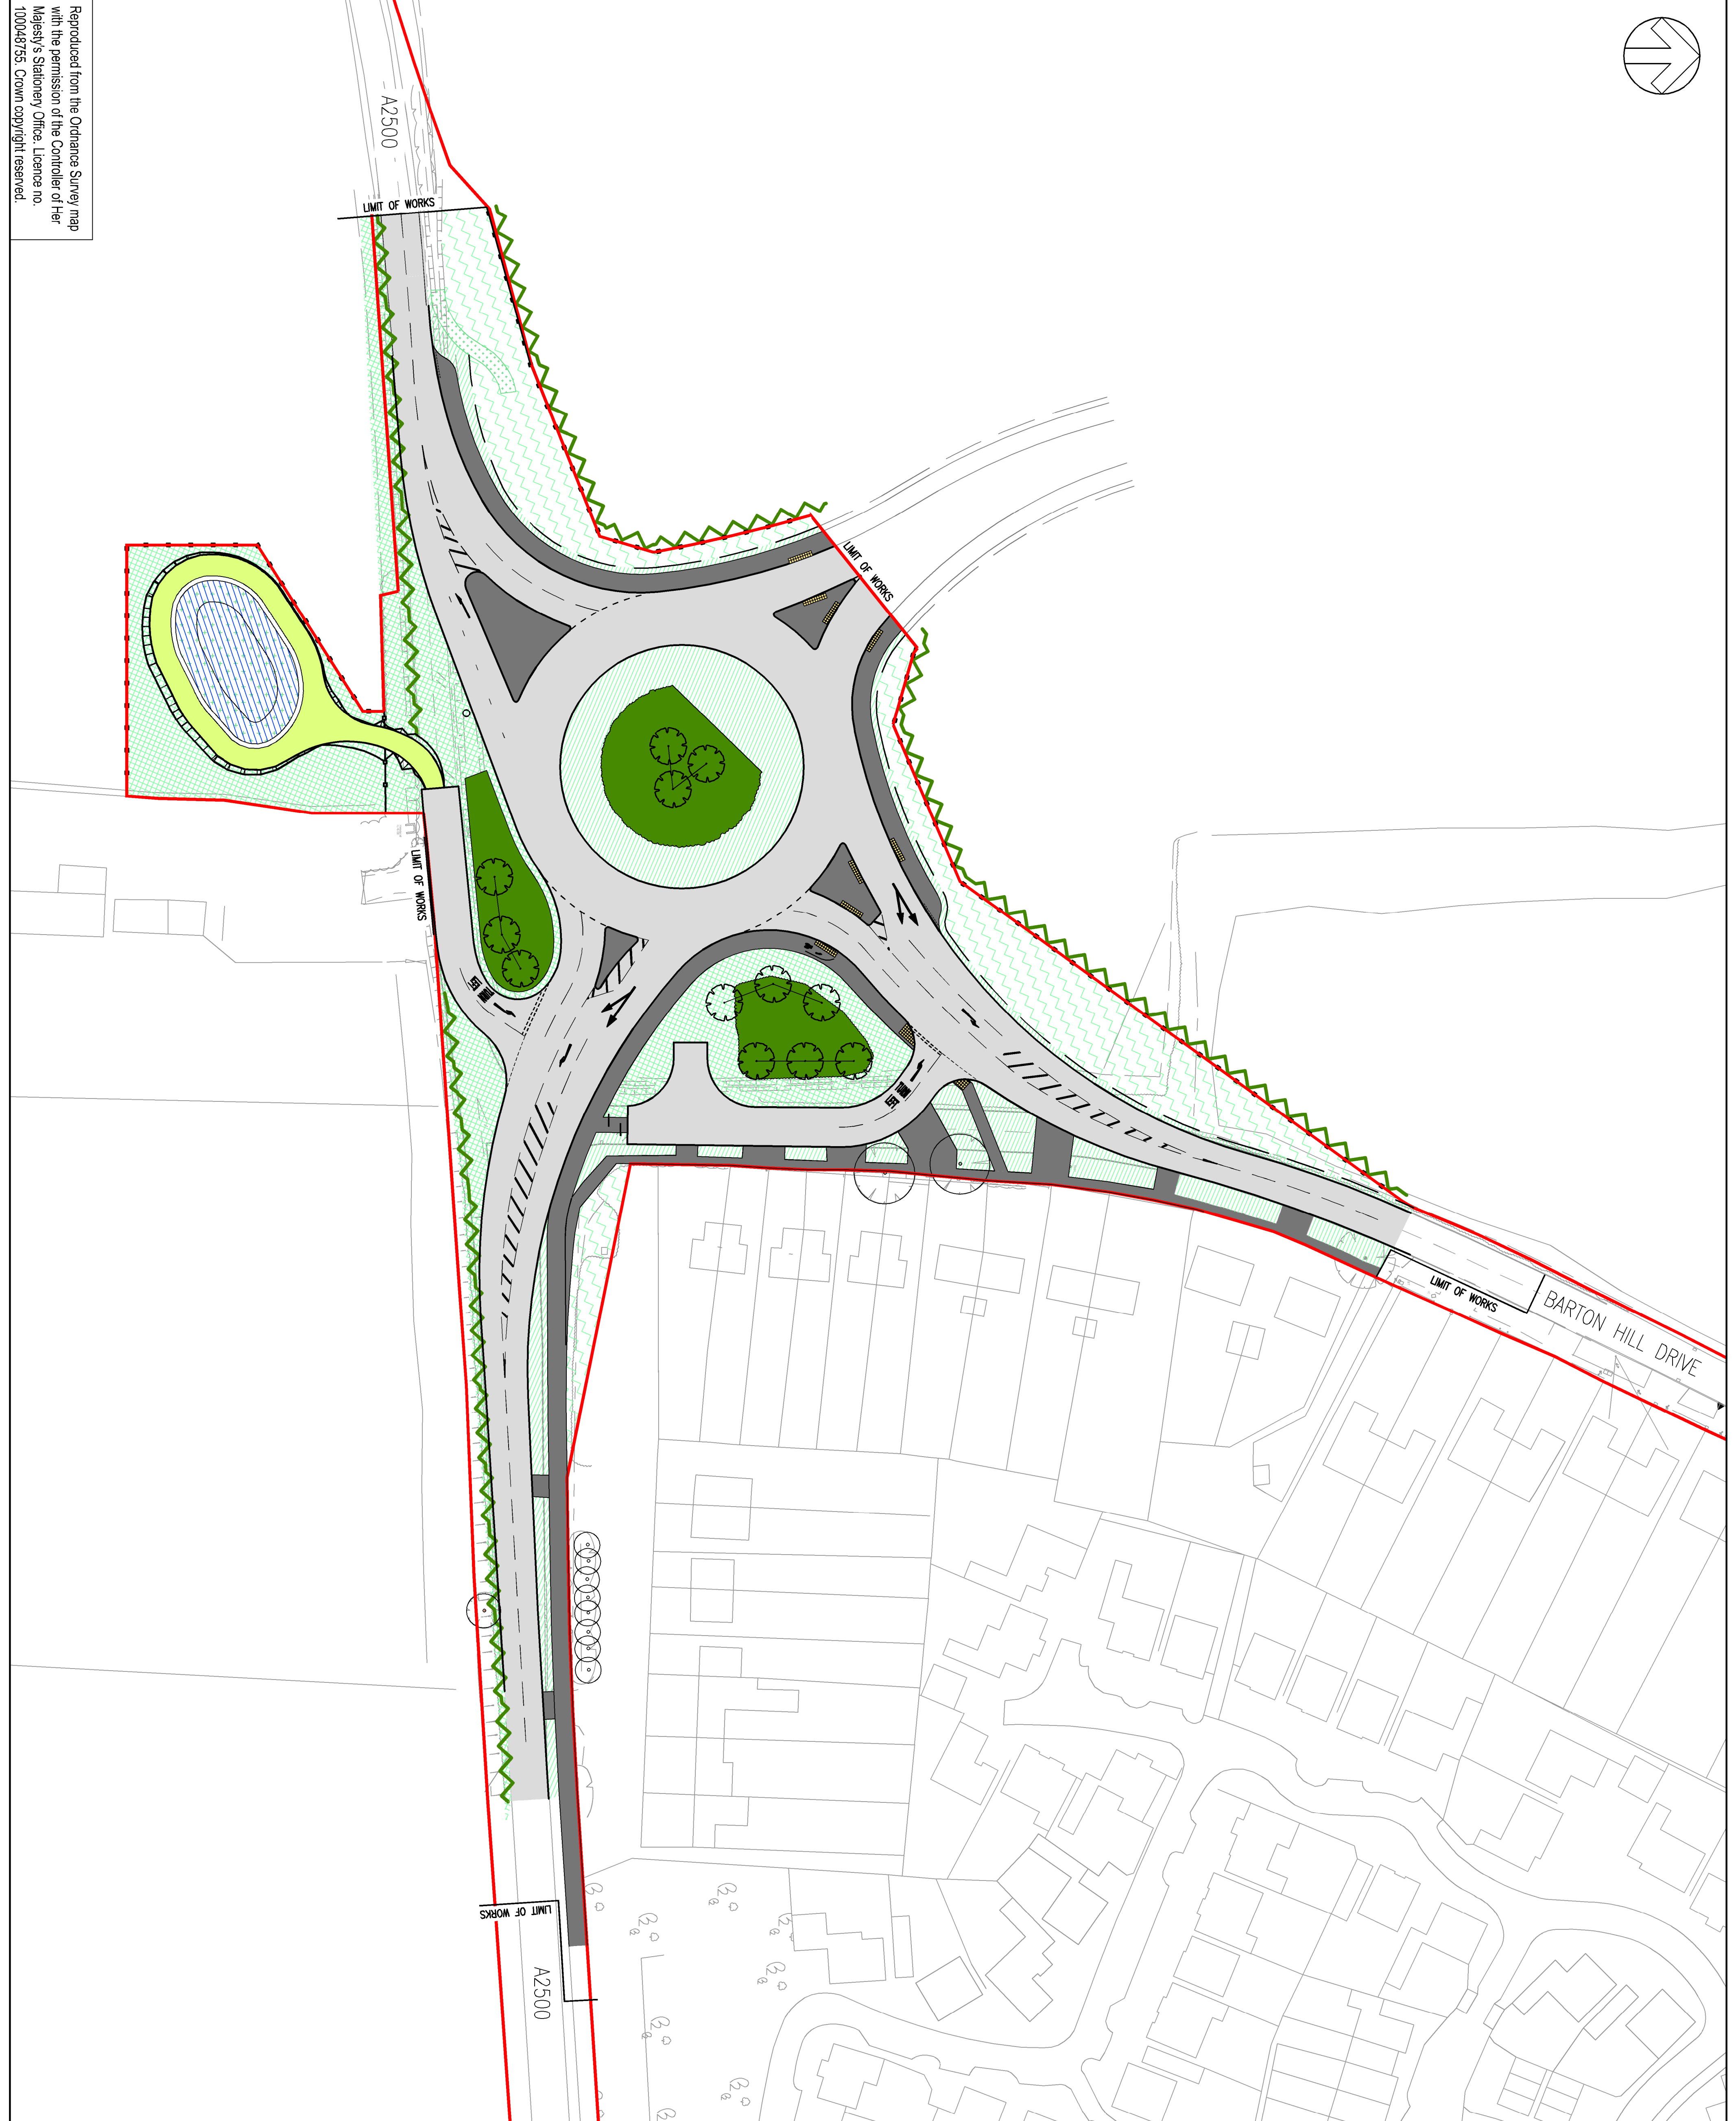 Reproduced from the Ordnance Survey map
with the permission of the Controller of Her
Majesty's Stationery Office. Licence no.
100048755. Crown copyright reserved.
A2500
LIMIT OF WORKS
LIMIT OF WORKS
LIMIT OF WORKS
LIMIT OF WORKS
BARTON HILL DRIVE
LIMIT OF WORKS
A2500